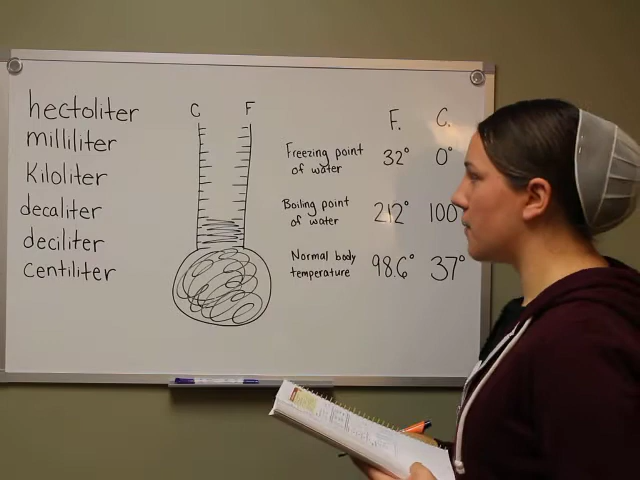 hectoliter
milliliter
Kiloliter
decaliter
deciliter
centiliter
C F
F. C.
Freezing point of water 32° 0°
Boiling point of water 212° 100
Normal body temperature 98.6° 37°